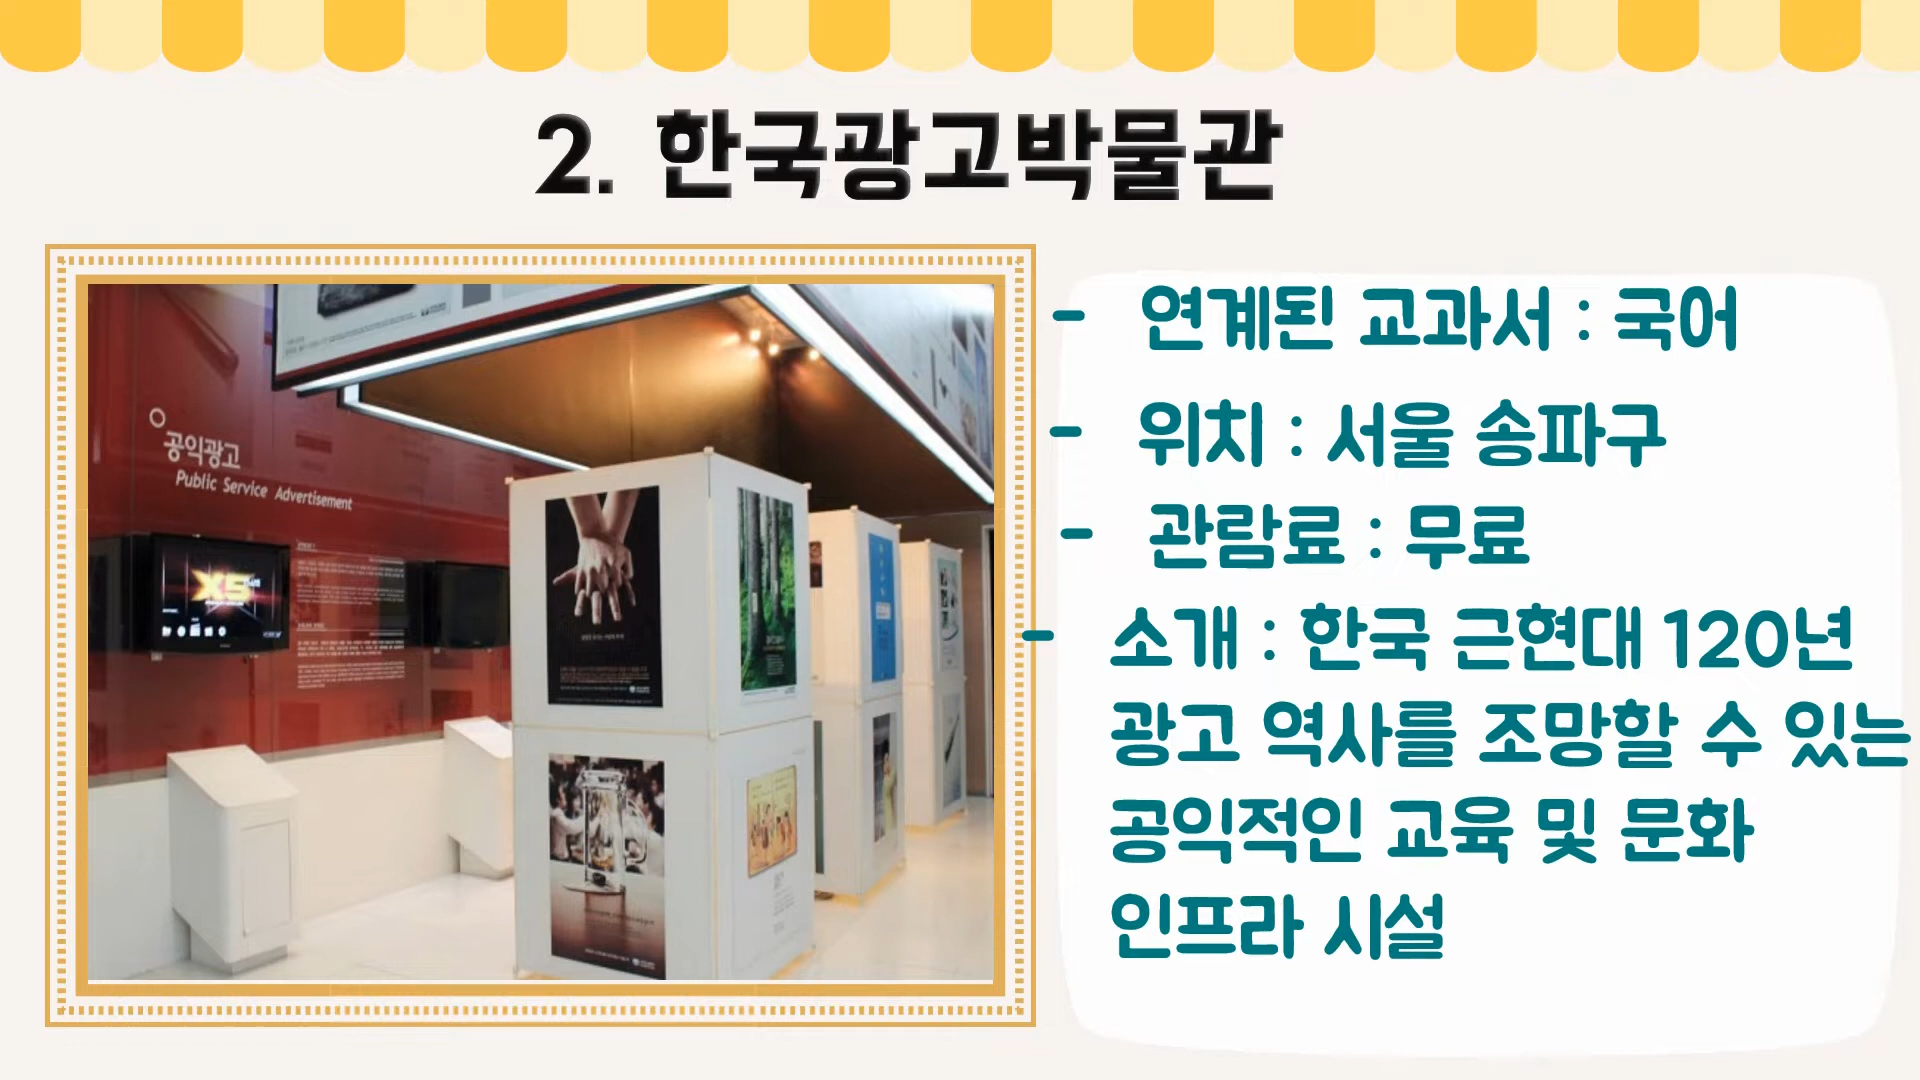 2. 한국광고박물관
공익광고
Public Service Advertisement
XS
- 연계된 교과서 : 국어
- 위치 : 서울 송파구
- 관람료 : 무료
- 소개 : 한국 근현대 120년
광고 역사를 조망할 수 있는
공익적인 교육 및 문화
인프라 시설